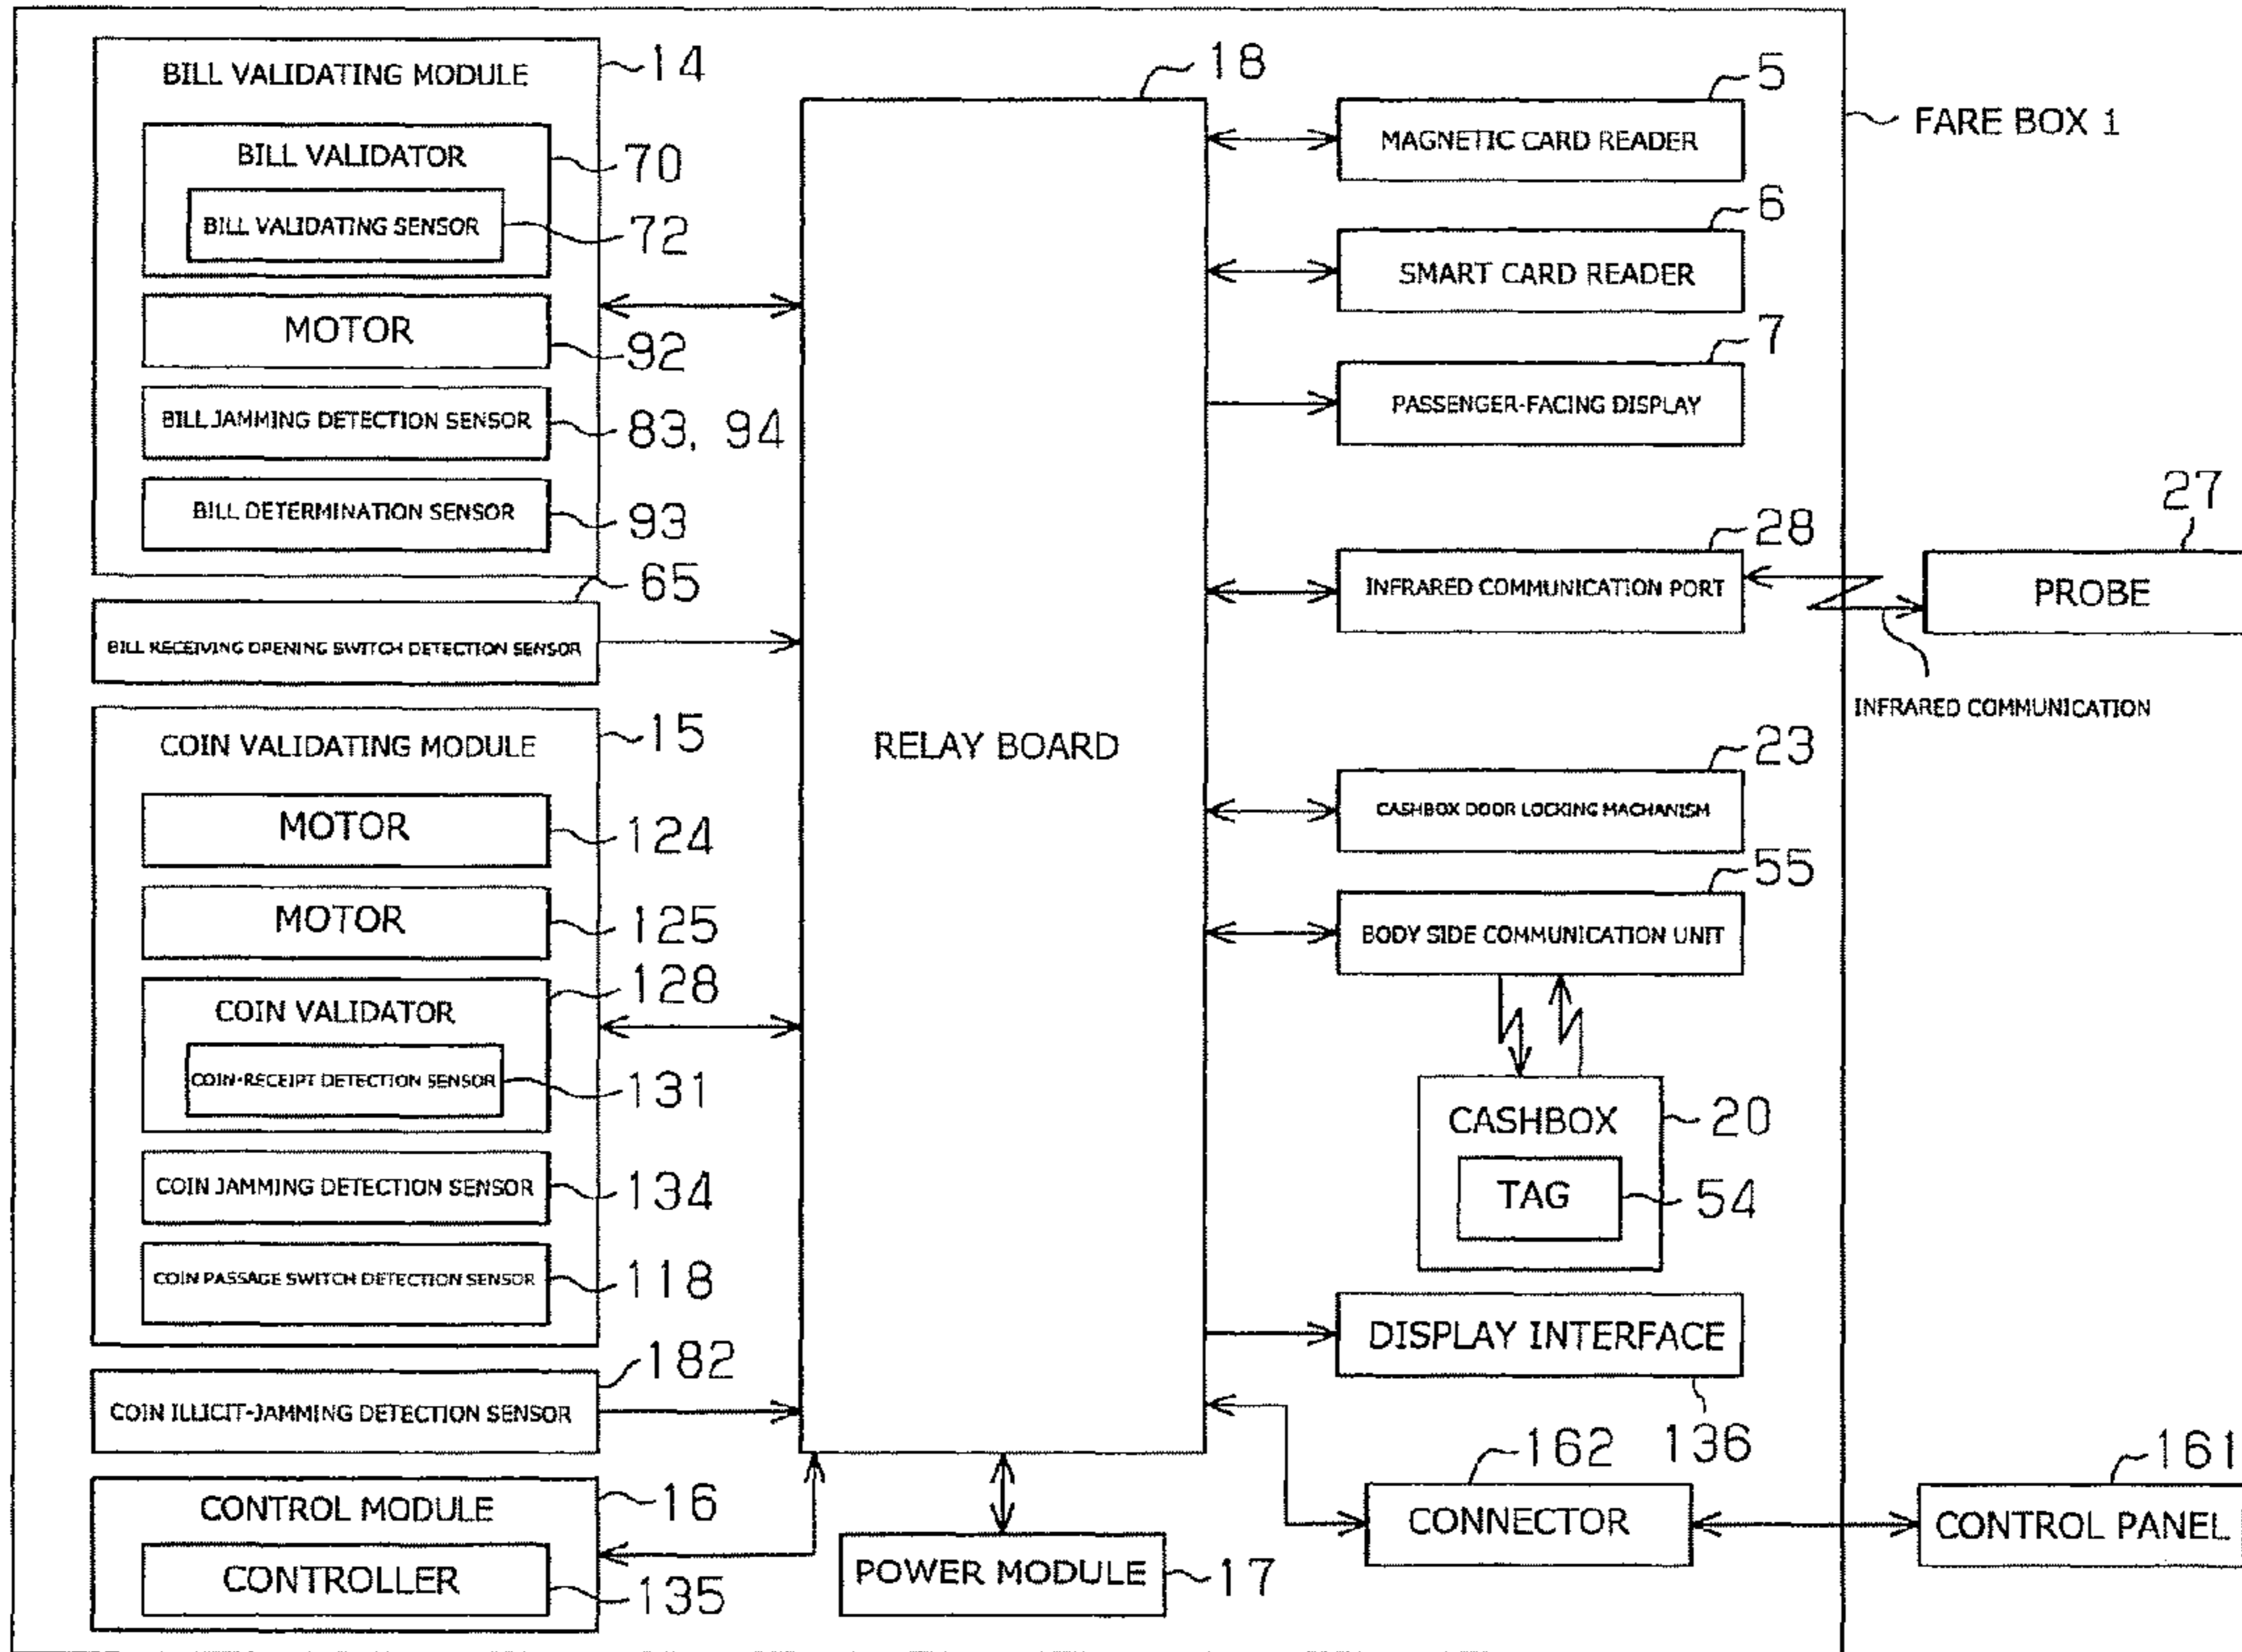 BILL VALIDATING MODULE
14
BILL VALIDATOR
70
BILL VALIDATING SENSOR
72
MOTOR
92
BILL JAMMING DETECTION SENSOR
83, 94
BILL DETERMINATION SENSOR
93
65
BILL RECEIVING OPENING SWITCH DETECTION SENSOR
COIN VALIDATING MODULE
15
MOTOR
124
MOTOR
125
COIN VALIDATOR
128
COIN-RECEIPT DETECTION SENSOR
131
COIN JAMMING DETECTION SENSOR
134
COIN PASSAGE SWITCH DETECTION SENSOR
118
182
COIN ILLICIT-JAMMING DETECTION SENSOR
CONTROL MODULE
16
CONTROLLER
135
18
RELAY BOARD
POWER MODULE
17
5
MAGNETIC CARD READER
6
SMART CARD READER
7
PASSENGER-FACING DISPLAY
28
INFRARED COMMUNICATION PORT
23
CASHBOX DOOR LOCKING MACHANISM
55
BODY SIDE COMMUNICATION UNIT
CASHBOX
20
TAG
54
DISPLAY INTERFACE
136
162
CONNECTOR
FARE BOX 1
27
PROBE
INFRARED COMMUNICATION
161
CONTROL PANEL